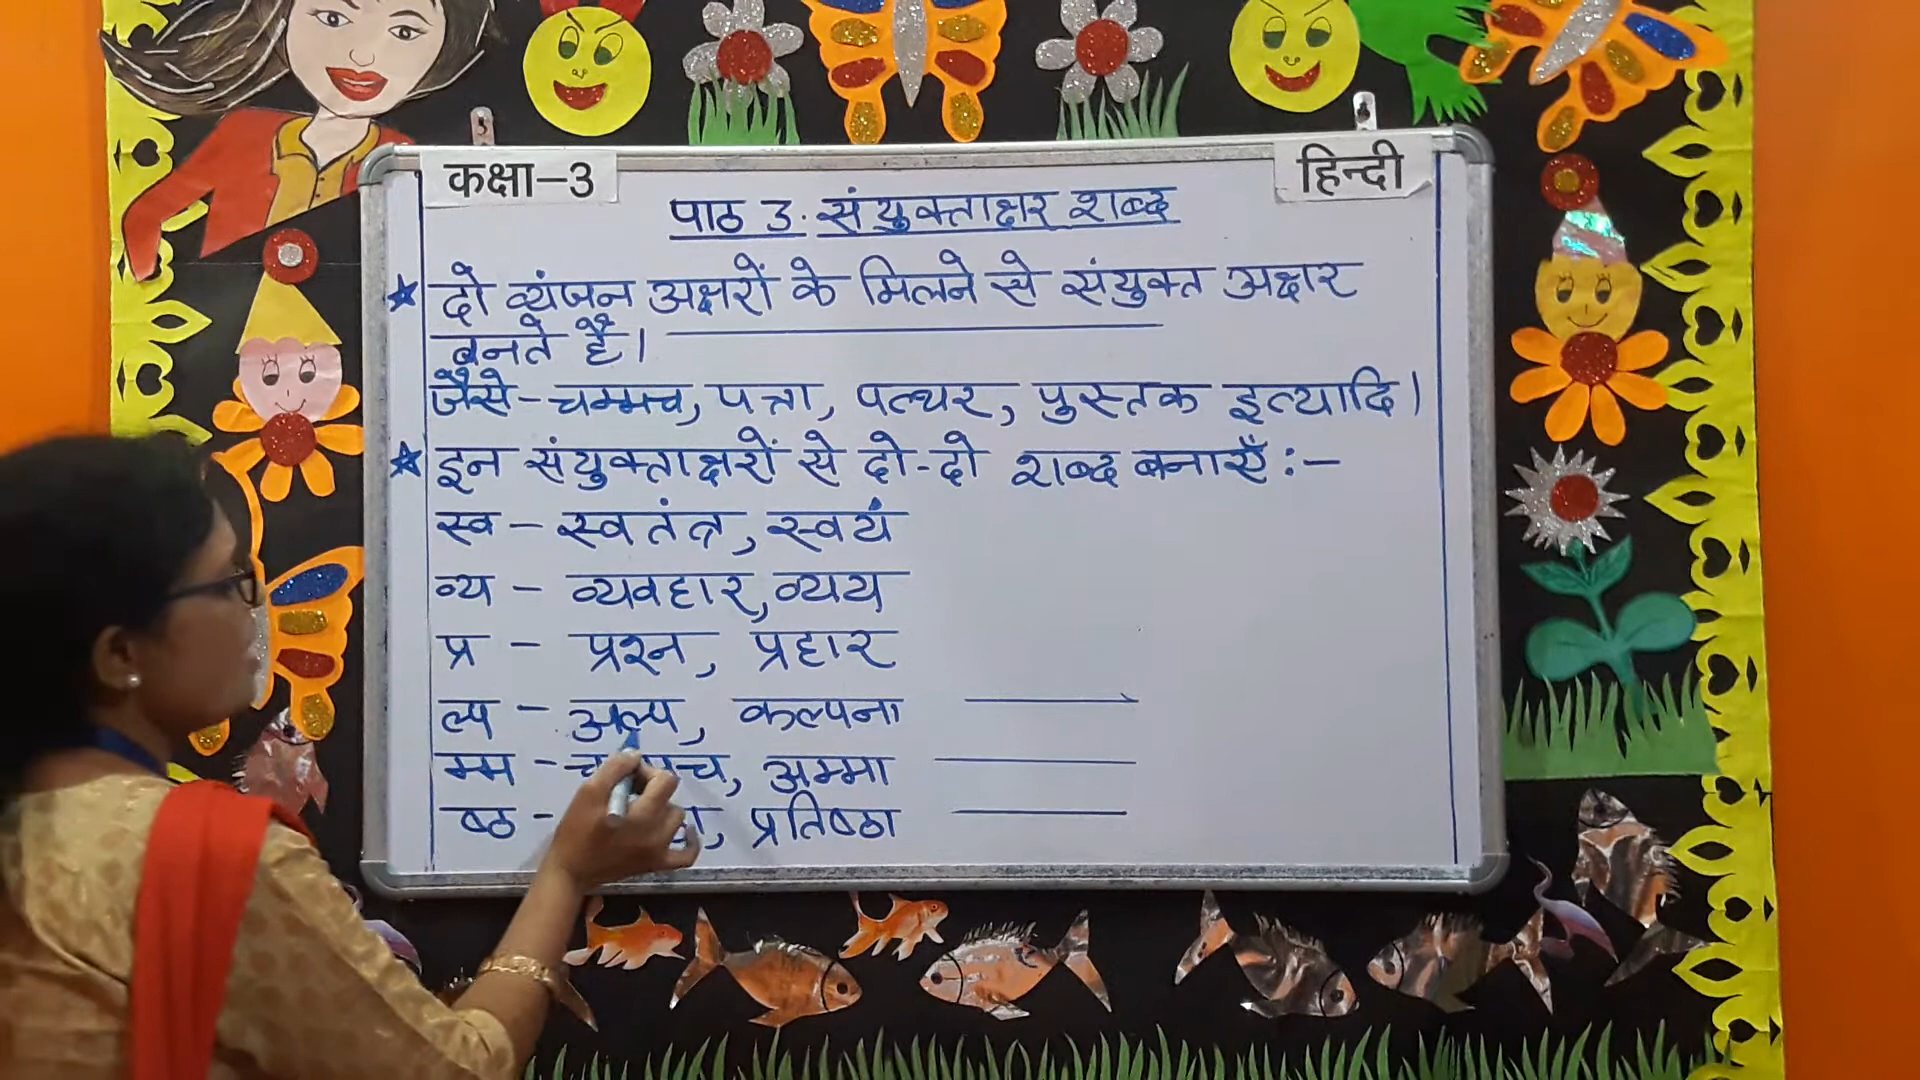 कक्षा-3
हिन्दी
पाठ 3. संयुक्ताक्षर शब्द
दो व्यंजन अक्षरों के मिलने से संयुक्त अक्षर
बनते है।
जैसे - चम्मच, पत्ता, पत्थर, पुस्तक इत्यादि।
इन संयुक्ताक्षरों से दो-दो शब्द बनाएँ :-
स्व - स्वतंत्र, स्वयं
व्य - व्यवहार, व्यय
प्र - प्रश्न, प्रहार
ल्प - अल्प, कल्पना
म्म - अम्मा
ष्ठ - प्रतिष्ठा